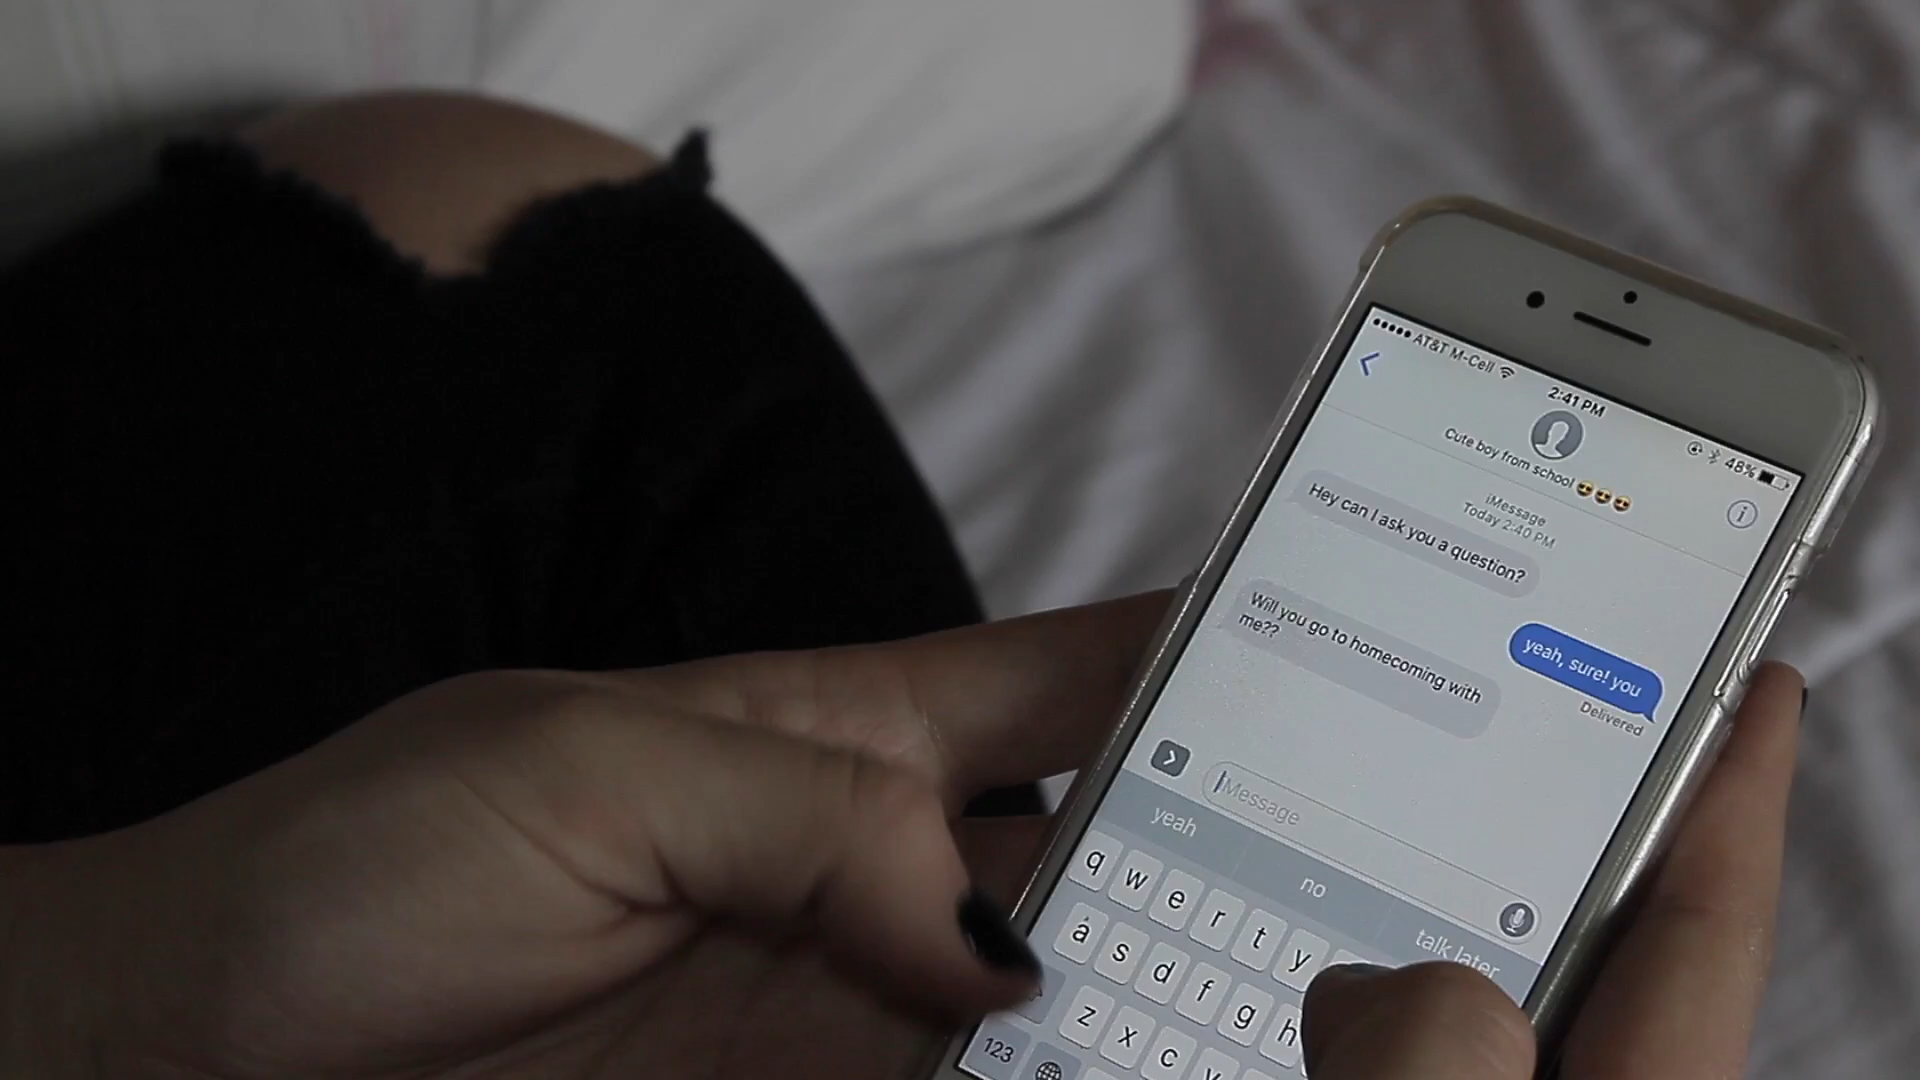 AT&T M-Cell
2:41 PM
48%
Cute boy from school 😎😎😎
iMessage
Today 2:40 PM
Hey can I ask you a question?
yeah, sure! you
Delivered
Will you go to homecoming with
me??
iMessage
yeah
no
talk later
q w e r t y
a s d f g h
z x c v
123